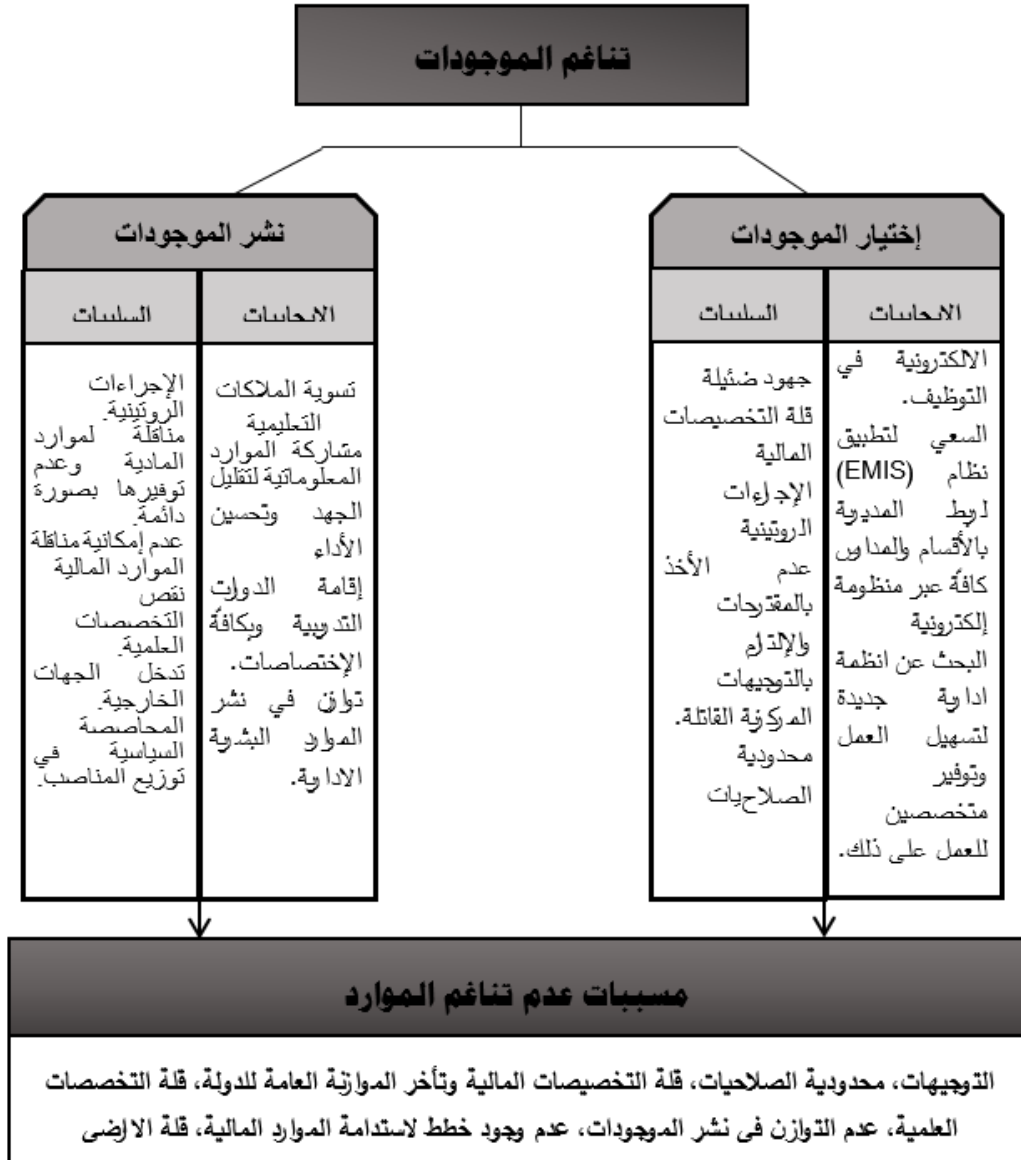 تناغم الموجودات
إختيار الموجودات
الايجابيات
الالكترونية في
التوظيف.
السعي لتطبيق
نظام (EMIS)
لربط المديرية
بالأقسام والمدارس
كافّة عبر منظومة
إلكترونية
البحث عن انظمة
ادارية جديدة
لتسهيل العمل
وتوفير
متخصصين
للعمل على ذلك.
السلبيات
جهود ضئيلة
قلة التخصيصات
المالية
الإجراءات
الروتينية
عدم الأخذ
بالمقترحات
والإلتزام
بالتوجيهات
المركزية القاتلة.
محدودية
الصلاحيات
نشر الموجودات
الايجابيات
تسوية الملاكات
التعليمية
مشاركة الموارد
المعلوماتية لتقليل
الجهد وتحسين
الأداء
إقامة الدورات
التدريبية وبكافّة
الإختصاصات.
توازن في نشر
الموارد البشرية
الادارية.
السلبيات
الإجراءات
الروتينية.
مناقلة لموارد
المادية وعدم
توفيرها بصورة
دائمة.
عدم إمكانية مناقلة
الموارد المالية
نقص
التخصصات
العلمية.
تدخل الجهات
الخارجية.
المحاصصة
السياسية في
توزيع المناصب.
مسببات عدم تناغم الموارد
التوجيهات، محدودية الصلاحيات، قلة التخصيصات المالية وتأخر الموازنة العامة للدولة، قلة التخصصات
العلمية، عدم التوازن في نشر الموجودات، عدم وجود خطط لاستدامة الموارد المالية، قلة الاراضي